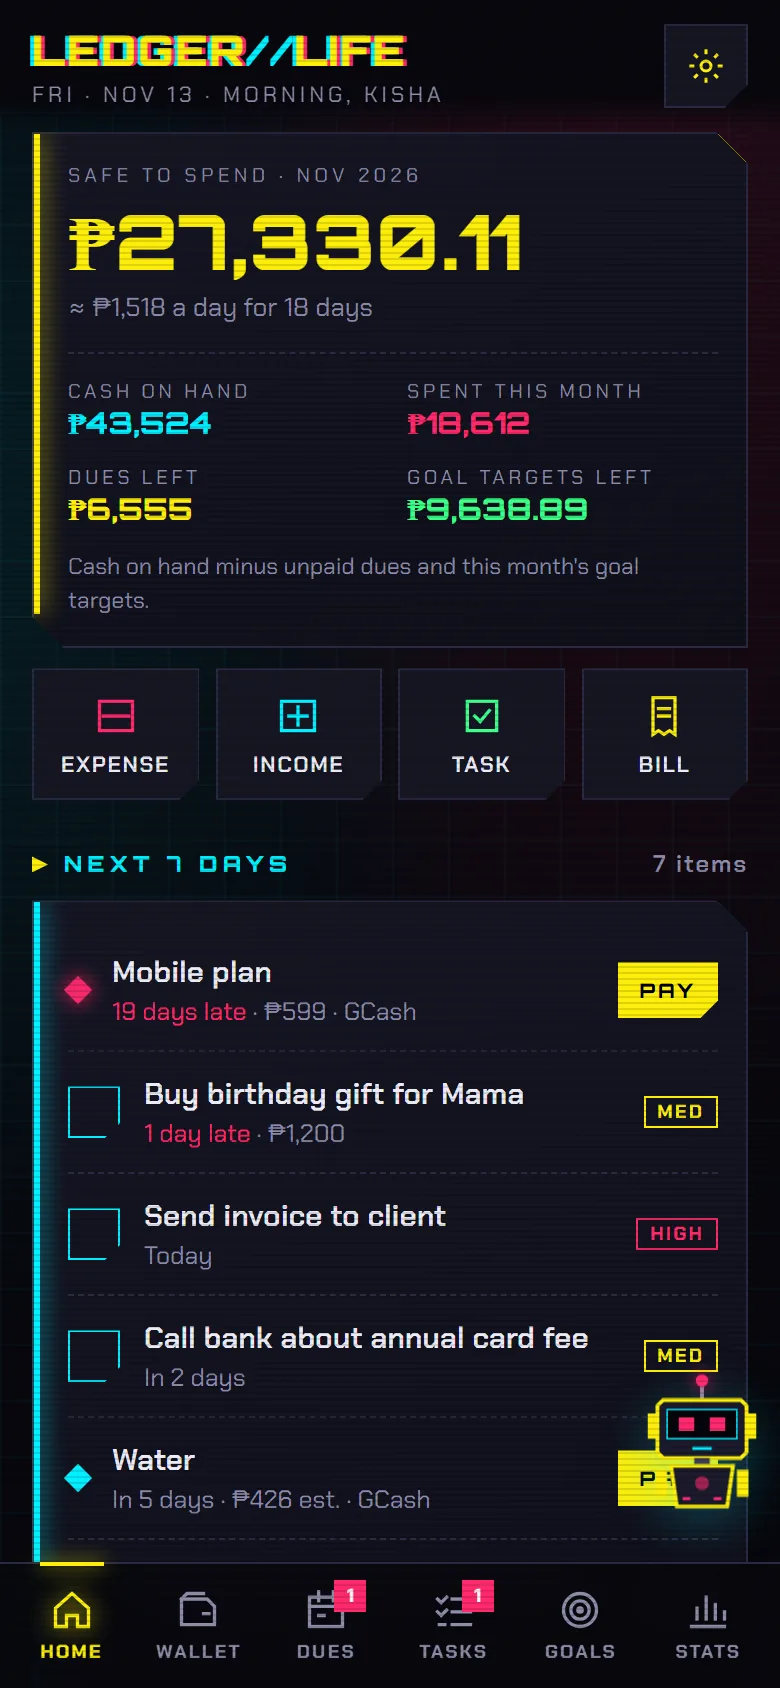 LEDGER//LIFE
FRI · NOV 13 · MORNING, KISHA
SAFE TO SPEND · NOV 2026
₱27,330.11
≈ ₱1,518 a day for 18 days
CASH ON HAND
₱43,524
SPENT THIS MONTH
₱18,612
DUES LEFT
₱6,555
GOAL TARGETS LEFT
₱9,638.89
Cash on hand minus unpaid dues and this month's goal
targets.
EXPENSE
INCOME
TASK
BILL
NEXT 7 DAYS
7 items
Mobile plan
19 days late · ₱599 · GCash
PAY
Buy birthday gift for Mama
1 day late · ₱1,200
MED
Send invoice to client
Today
HIGH
Call bank about annual card fee
In 2 days
MED
Water
In 5 days · ₱426 est. · GCash
HOME
WALLET
1
DUES
1
TASKS
GOALS
STATS